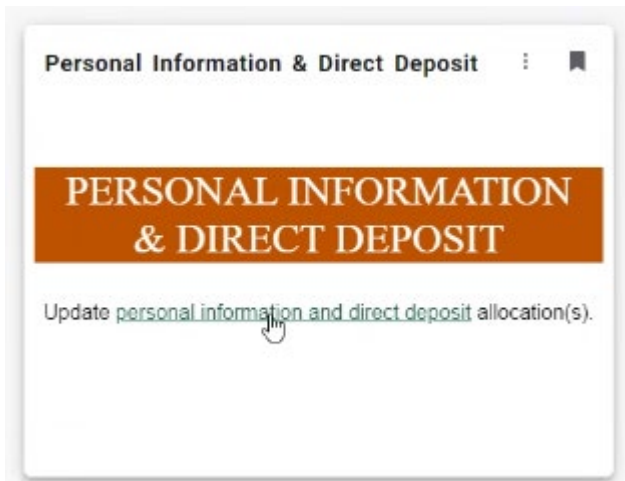 Personal Information & Direct Deposit
PERSONAL INFORMATION
& DIRECT DEPOSIT
Update personal information and direct deposit allocation(s).